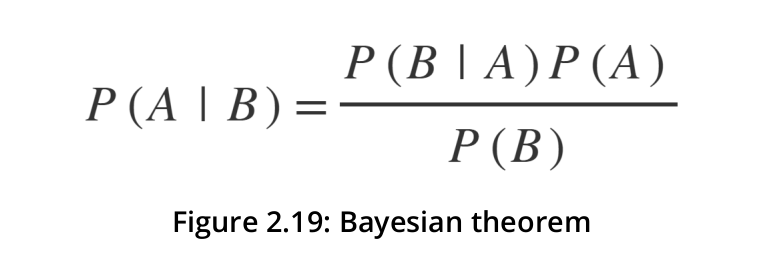 P(A | B) = P(B | A)P(A) / P(B)
Figure 2.19: Bayesian theorem